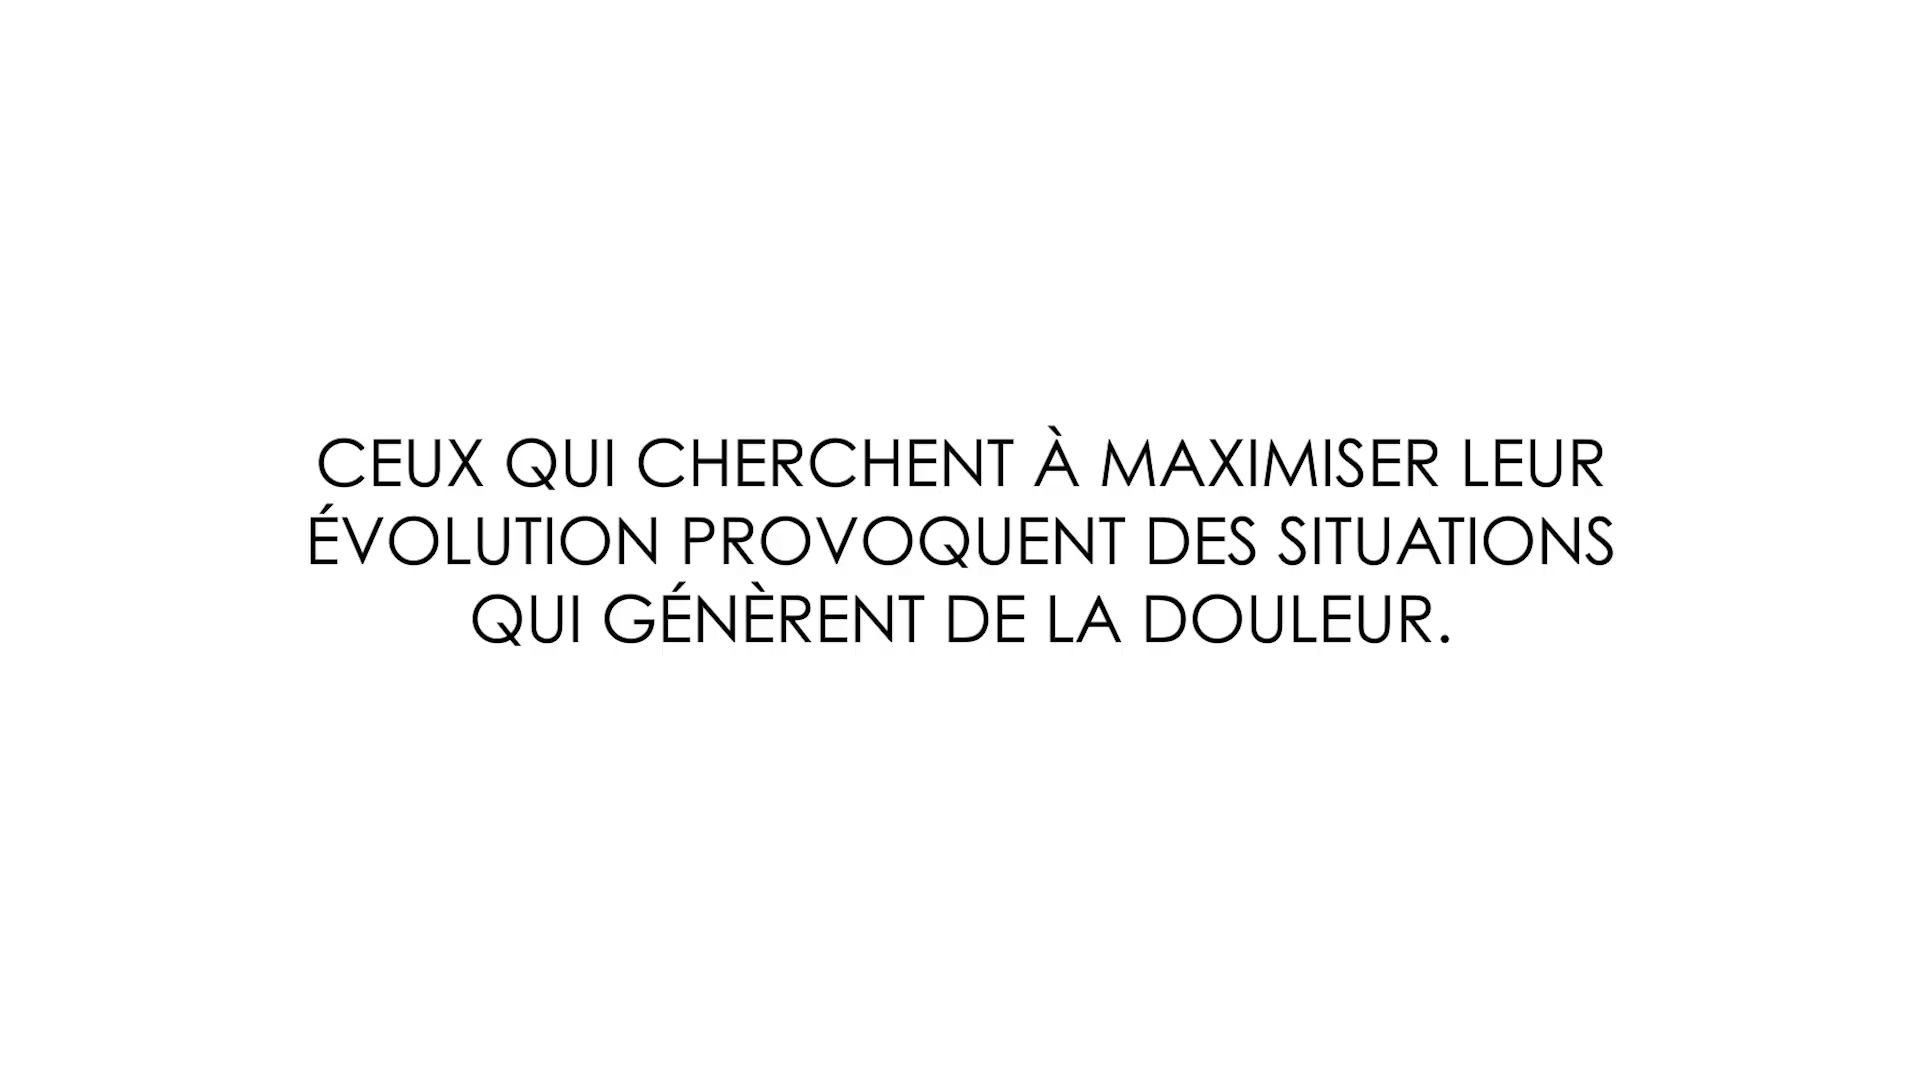 CEUX QUI CHERCHENT À MAXIMISER LEUR
ÉVOLUTION PROVOQUENT DES SITUATIONS
QUI GÉNÈRENT DE LA DOULEUR.